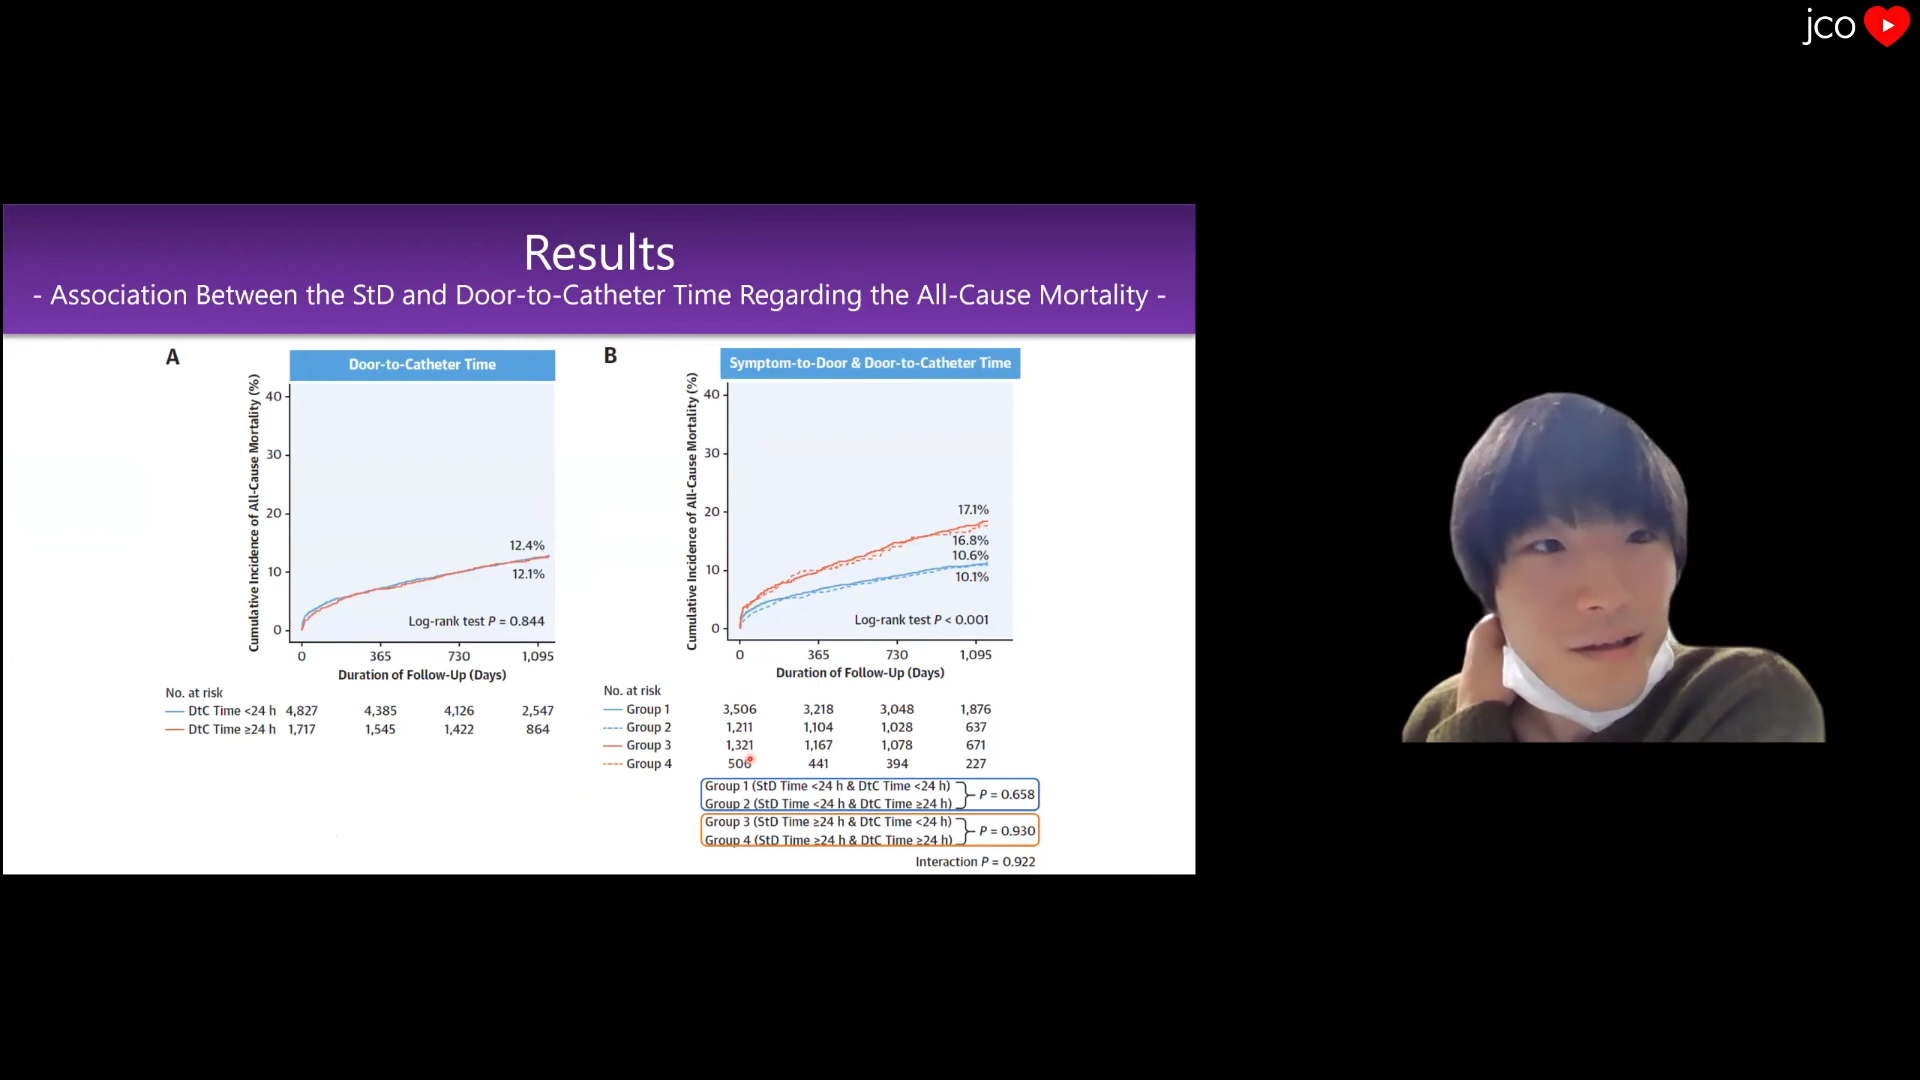 jco
Results
- Association Between the StD and Door-to-Catheter Time Regarding the All-Cause Mortality -
A
Door-to-Catheter Time
Cumulative Incidence of All-Cause Mortality (%)
40
30
20
10
0
12.4%
12.1%
Log-rank test P = 0.844
0 365 730 1,095
Duration of Follow-Up (Days)
No. at risk
DtC Time <24 h 4,827 4,385 4,126 2,547
DtC Time ≥24 h 1,717 1,545 1,422 864
B
Symptom-to-Door & Door-to-Catheter Time
Cumulative Incidence of All-Cause Mortality (%)
40
30
20
10
0
17.1%
16.8%
10.6%
10.1%
Log-rank test P < 0.001
0 365 730 1,095
Duration of Follow-Up (Days)
No. at risk
Group 1 3,506 3,218 3,048 1,876
Group 2 1,211 1,104 1,028 637
Group 3 1,321 1,167 1,078 671
Group 4 506 441 394 227
Group 1 (StD Time <24 h & DtC Time <24 h)
Group 2 (StD Time <24 h & DtC Time ≥24 h)
P = 0.658
Group 3 (StD Time ≥24 h & DtC Time <24 h)
Group 4 (StD Time ≥24 h & DtC Time ≥24 h)
P = 0.930
Interaction P = 0.922